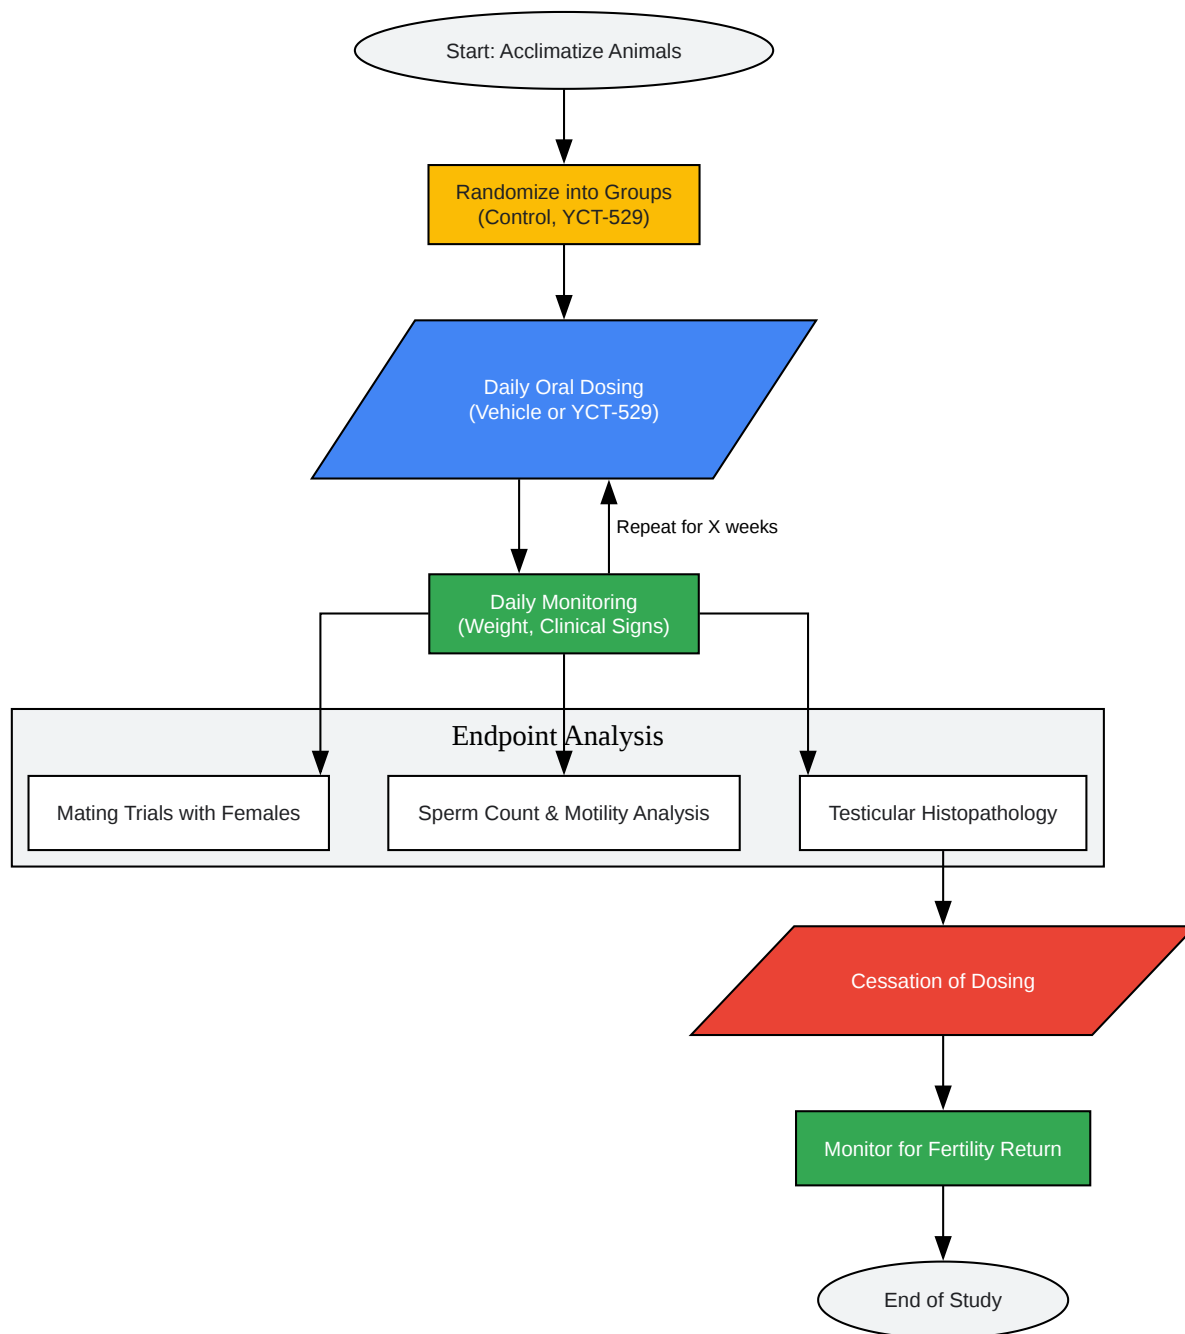 Start: Acclimatize Animals
Randomize into Groups
(Control, YCT-529)
Daily Oral Dosing
(Vehicle or YCT-529)
Repeat for X weeks
Daily Monitoring
(Weight, Clinical Signs)
Endpoint Analysis
Mating Trials with Females
Sperm Count & Motility Analysis
Testicular Histopathology
Cessation of Dosing
Monitor for Fertility Return
End of Study